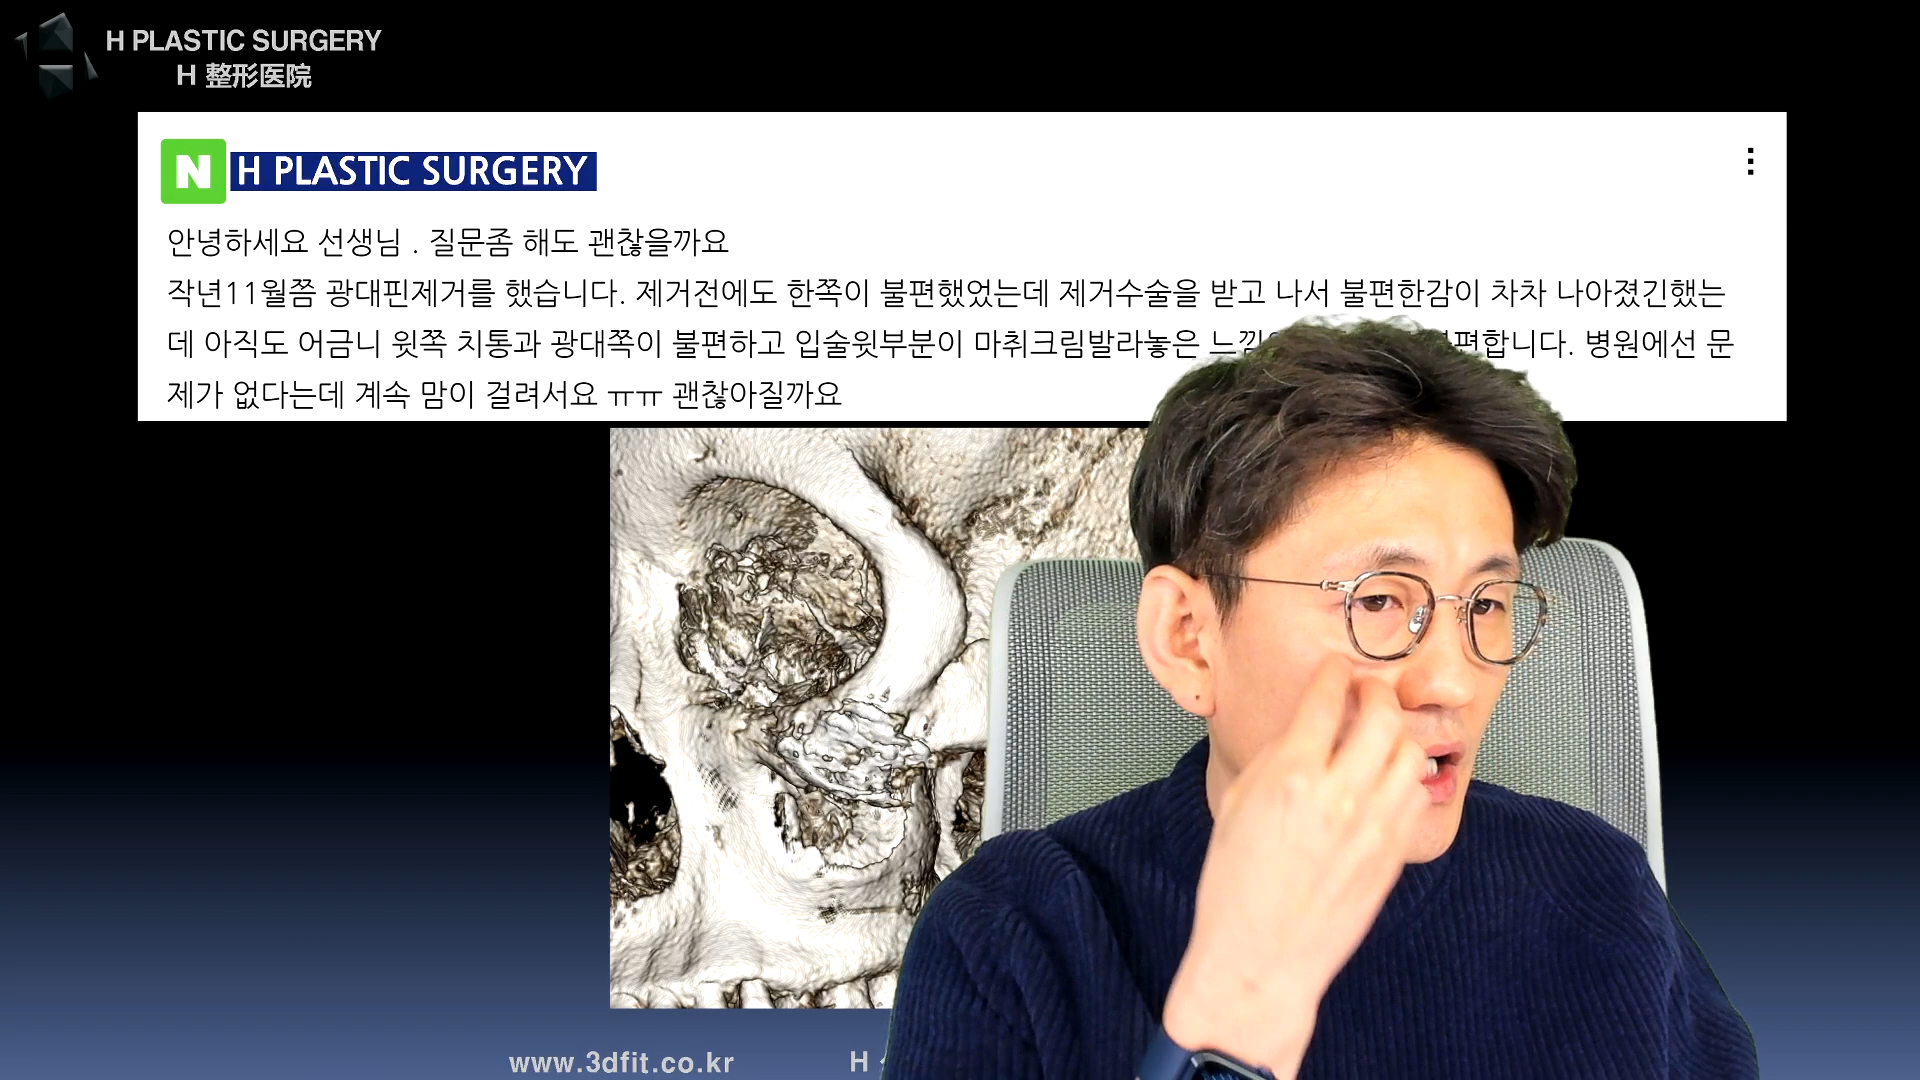 H PLASTIC SURGERY
H 整形医院
N H PLASTIC SURGERY
안녕하세요 선생님 . 질문좀 해도 괜찮을까요
작년11월쯤 광대핀제거를 했습니다. 제거전에도 한쪽이 불편했었는데 제거수술을 받고 나서 불편한감이 차차 나아졌긴했는
데 아직도 어금니 윗쪽 치통과 광대쪽이 불편하고 입술윗부분이 마취크림발라놓은 병원에선 문
제가 없다는데 계속 맘이 걸려서요 ㅠㅠ 괜찮아질까요
www.3dfit.co.kr H